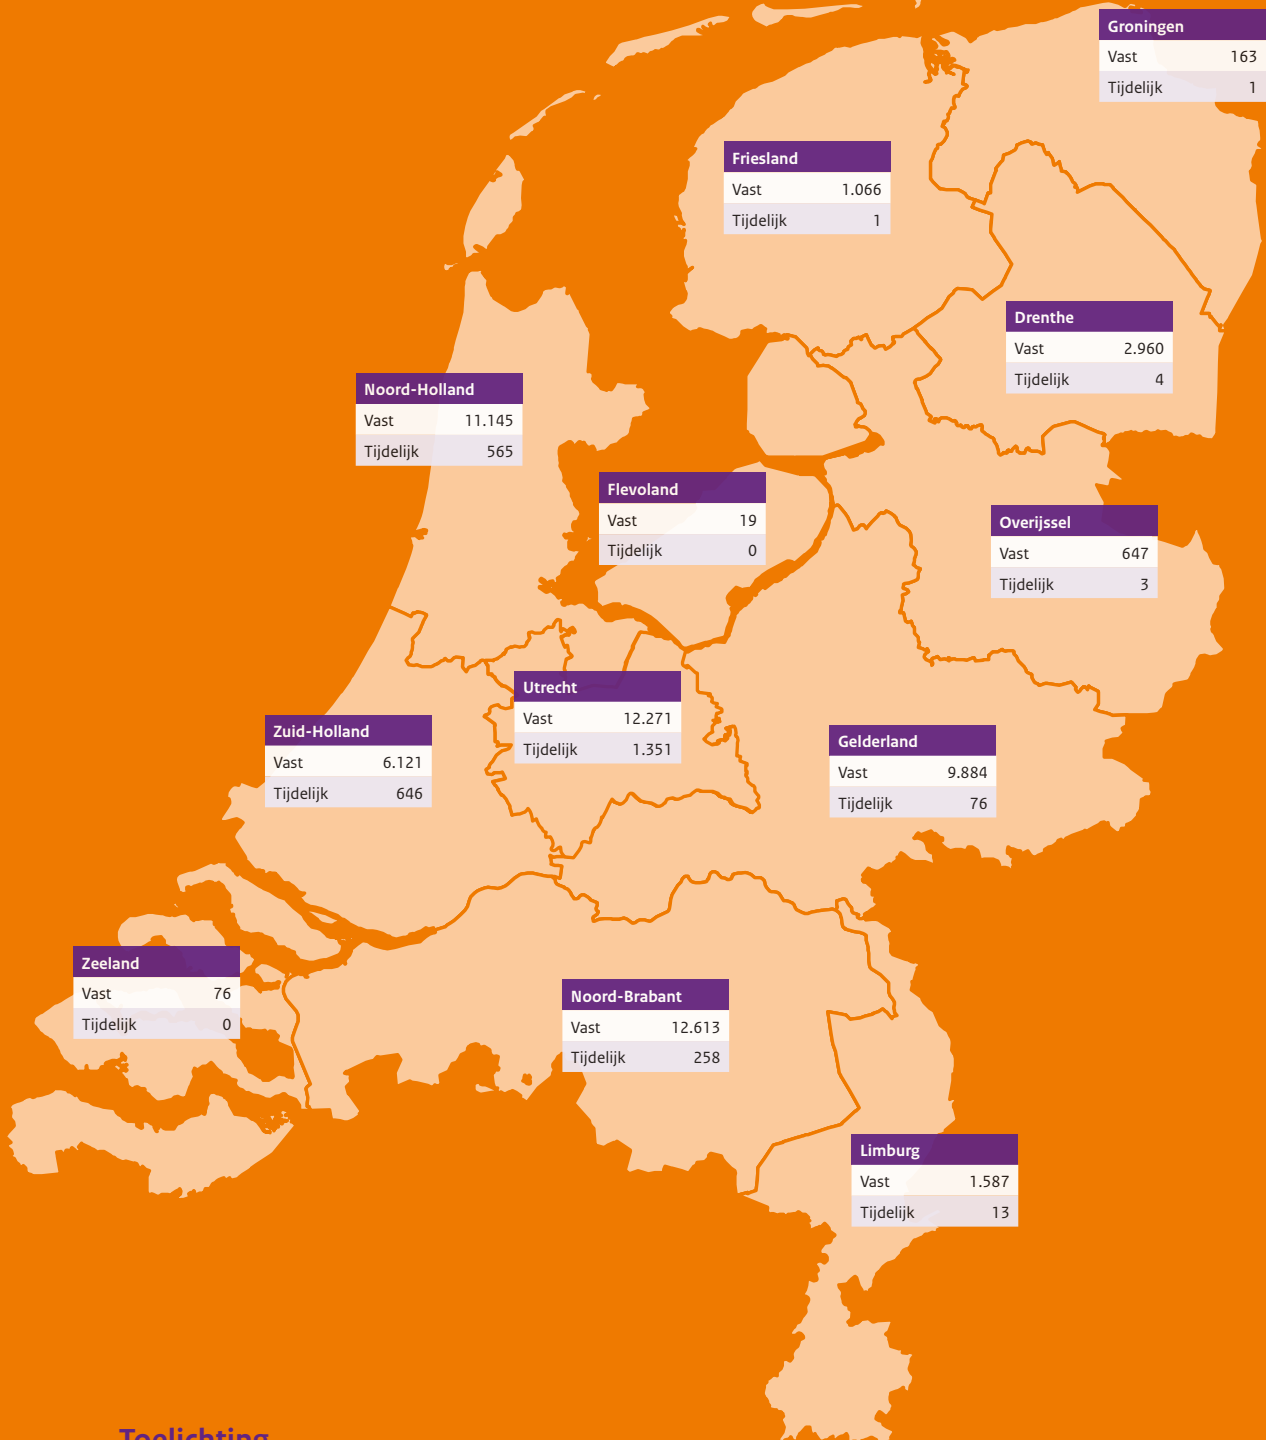 Groningen
Vast 163
Tijdelijk 1
Friesland
Vast 1.066
Tijdelijk 1
Drenthe
Vast 2.960
Tijdelijk 4
Noord-Holland
Vast 11.145
Tijdelijk 565
Flevoland
Vast 19
Tijdelijk 0
Overijssel
Vast 647
Tijdelijk 3
Utrecht
Vast 12.271
Tijdelijk 1.351
Zuid-Holland
Vast 6.121
Tijdelijk 646
Gelderland
Vast 9.884
Tijdelijk 76
Zeeland
Vast 76
Tijdelijk 0
Noord-Brabant
Vast 12.613
Tijdelijk 258
Limburg
Vast 1.587
Tijdelijk 13
Toelichting